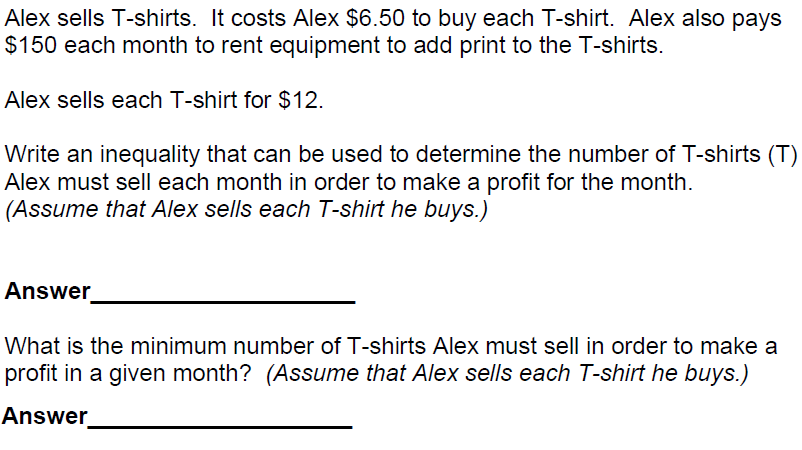 Alex sells T-shirts.  It costs Alex $6.50 to buy each T-shirt.  Alex also pays
$150 each month to rent equipment to add print to the T-shirts.
Alex sells each T-shirt for $12.
Write an inequality that can be used to determine the number of T-shirts (T)
Alex must sell each month in order to make a profit for the month.
(Assume that Alex sells each T-shirt he buys.)
Answer____________________
What is the minimum number of T-shirts Alex must sell in order to make a
profit in a given month?  (Assume that Alex sells each T-shirt he buys.)
Answer____________________